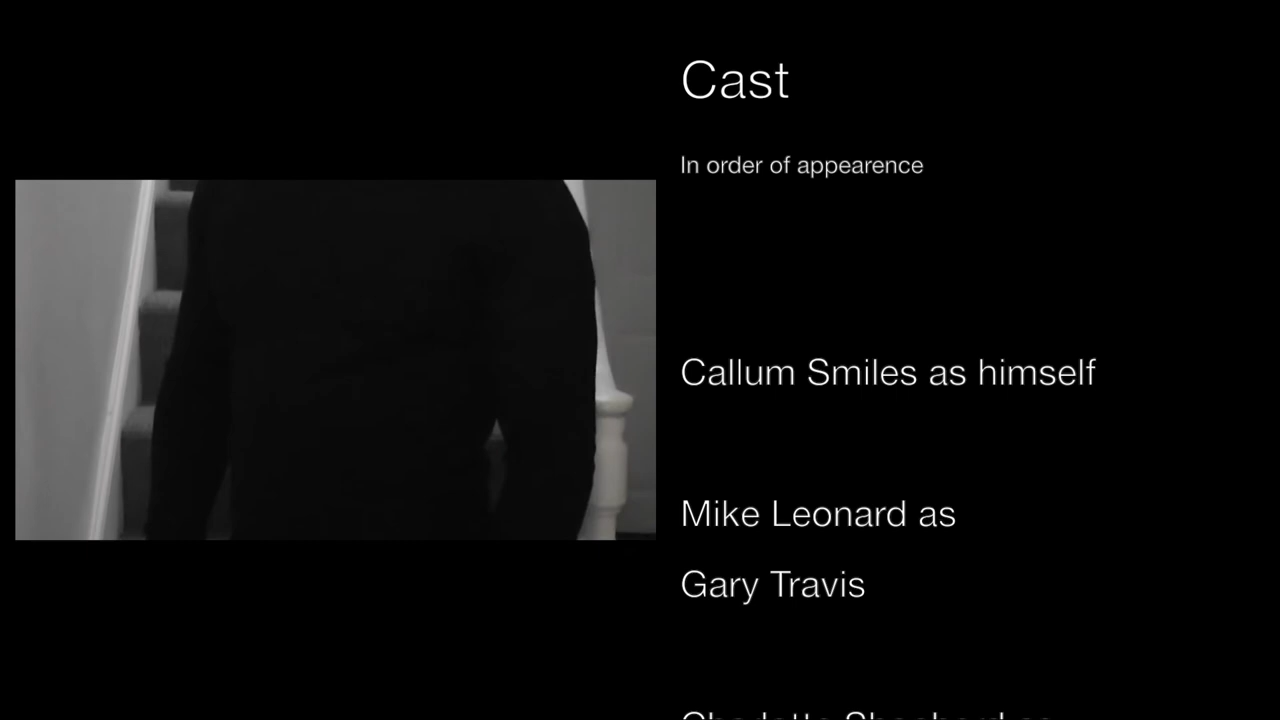 Cast
In order of appearence
Callum Smiles as himself
Mike Leonard as
Gary Travis